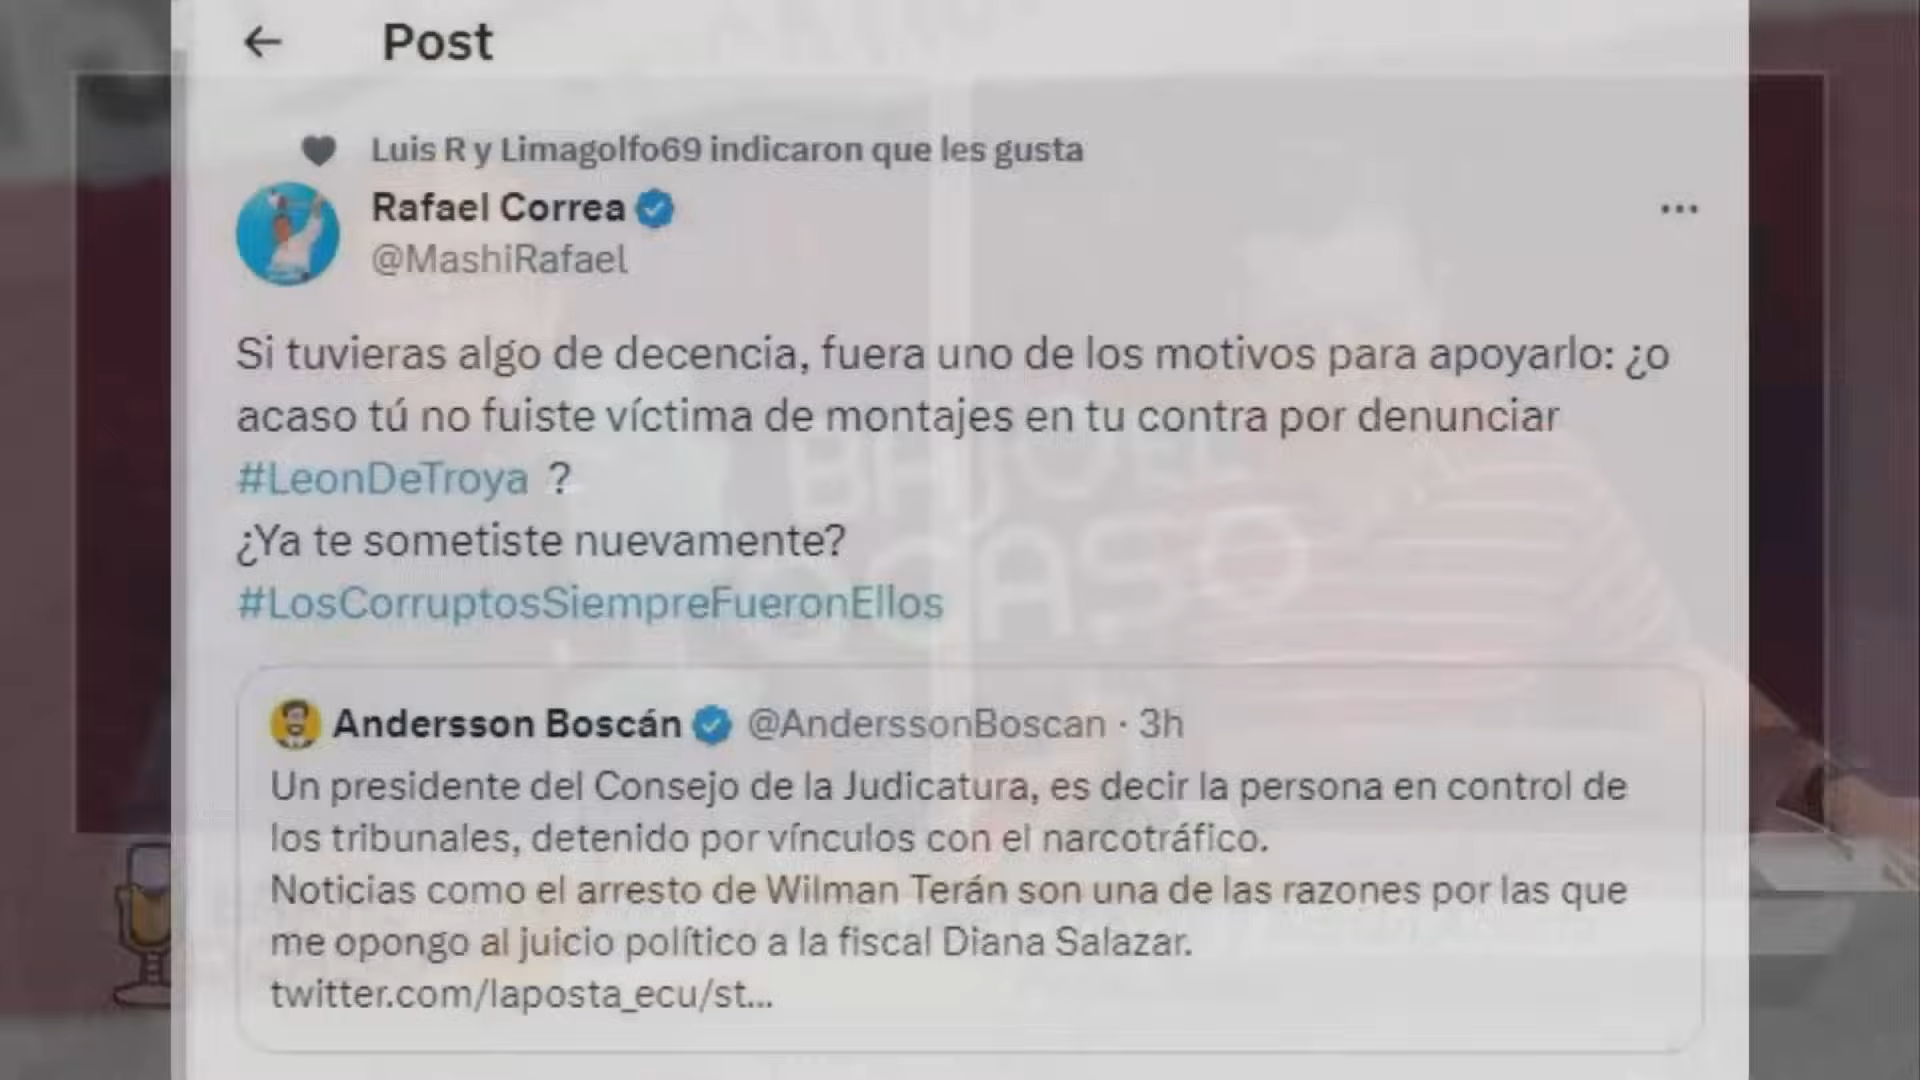 Post
Luis R y Limagolfo69 indicaron que les gusta
Rafael Correa
@MashiRafael
Si tuvieras algo de decencia, fuera uno de los motivos para apoyarlo: ¿o
acaso tú no fuiste víctima de montajes en tu contra por denunciar
#LeonDeTroya ?
¿Ya te sometiste nuevamente?
#LosCorruptosSiempreFueronEllos
BAJO EL
OCASO
Andersson Boscán @AnderssonBoscan · 3h
Un presidente del Consejo de la Judicatura, es decir la persona en control de
los tribunales, detenido por vínculos con el narcotráfico.
Noticias como el arresto de Wilman Terán son una de las razones por las que
me opongo al juicio político a la fiscal Diana Salazar.
twitter.com/laposta_ecu/st...